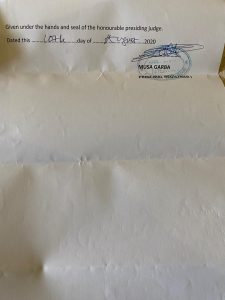 Given under the hands and seal of the honourable presiding judge.
Dated this 10th day of August 2020
MUSA GARBA